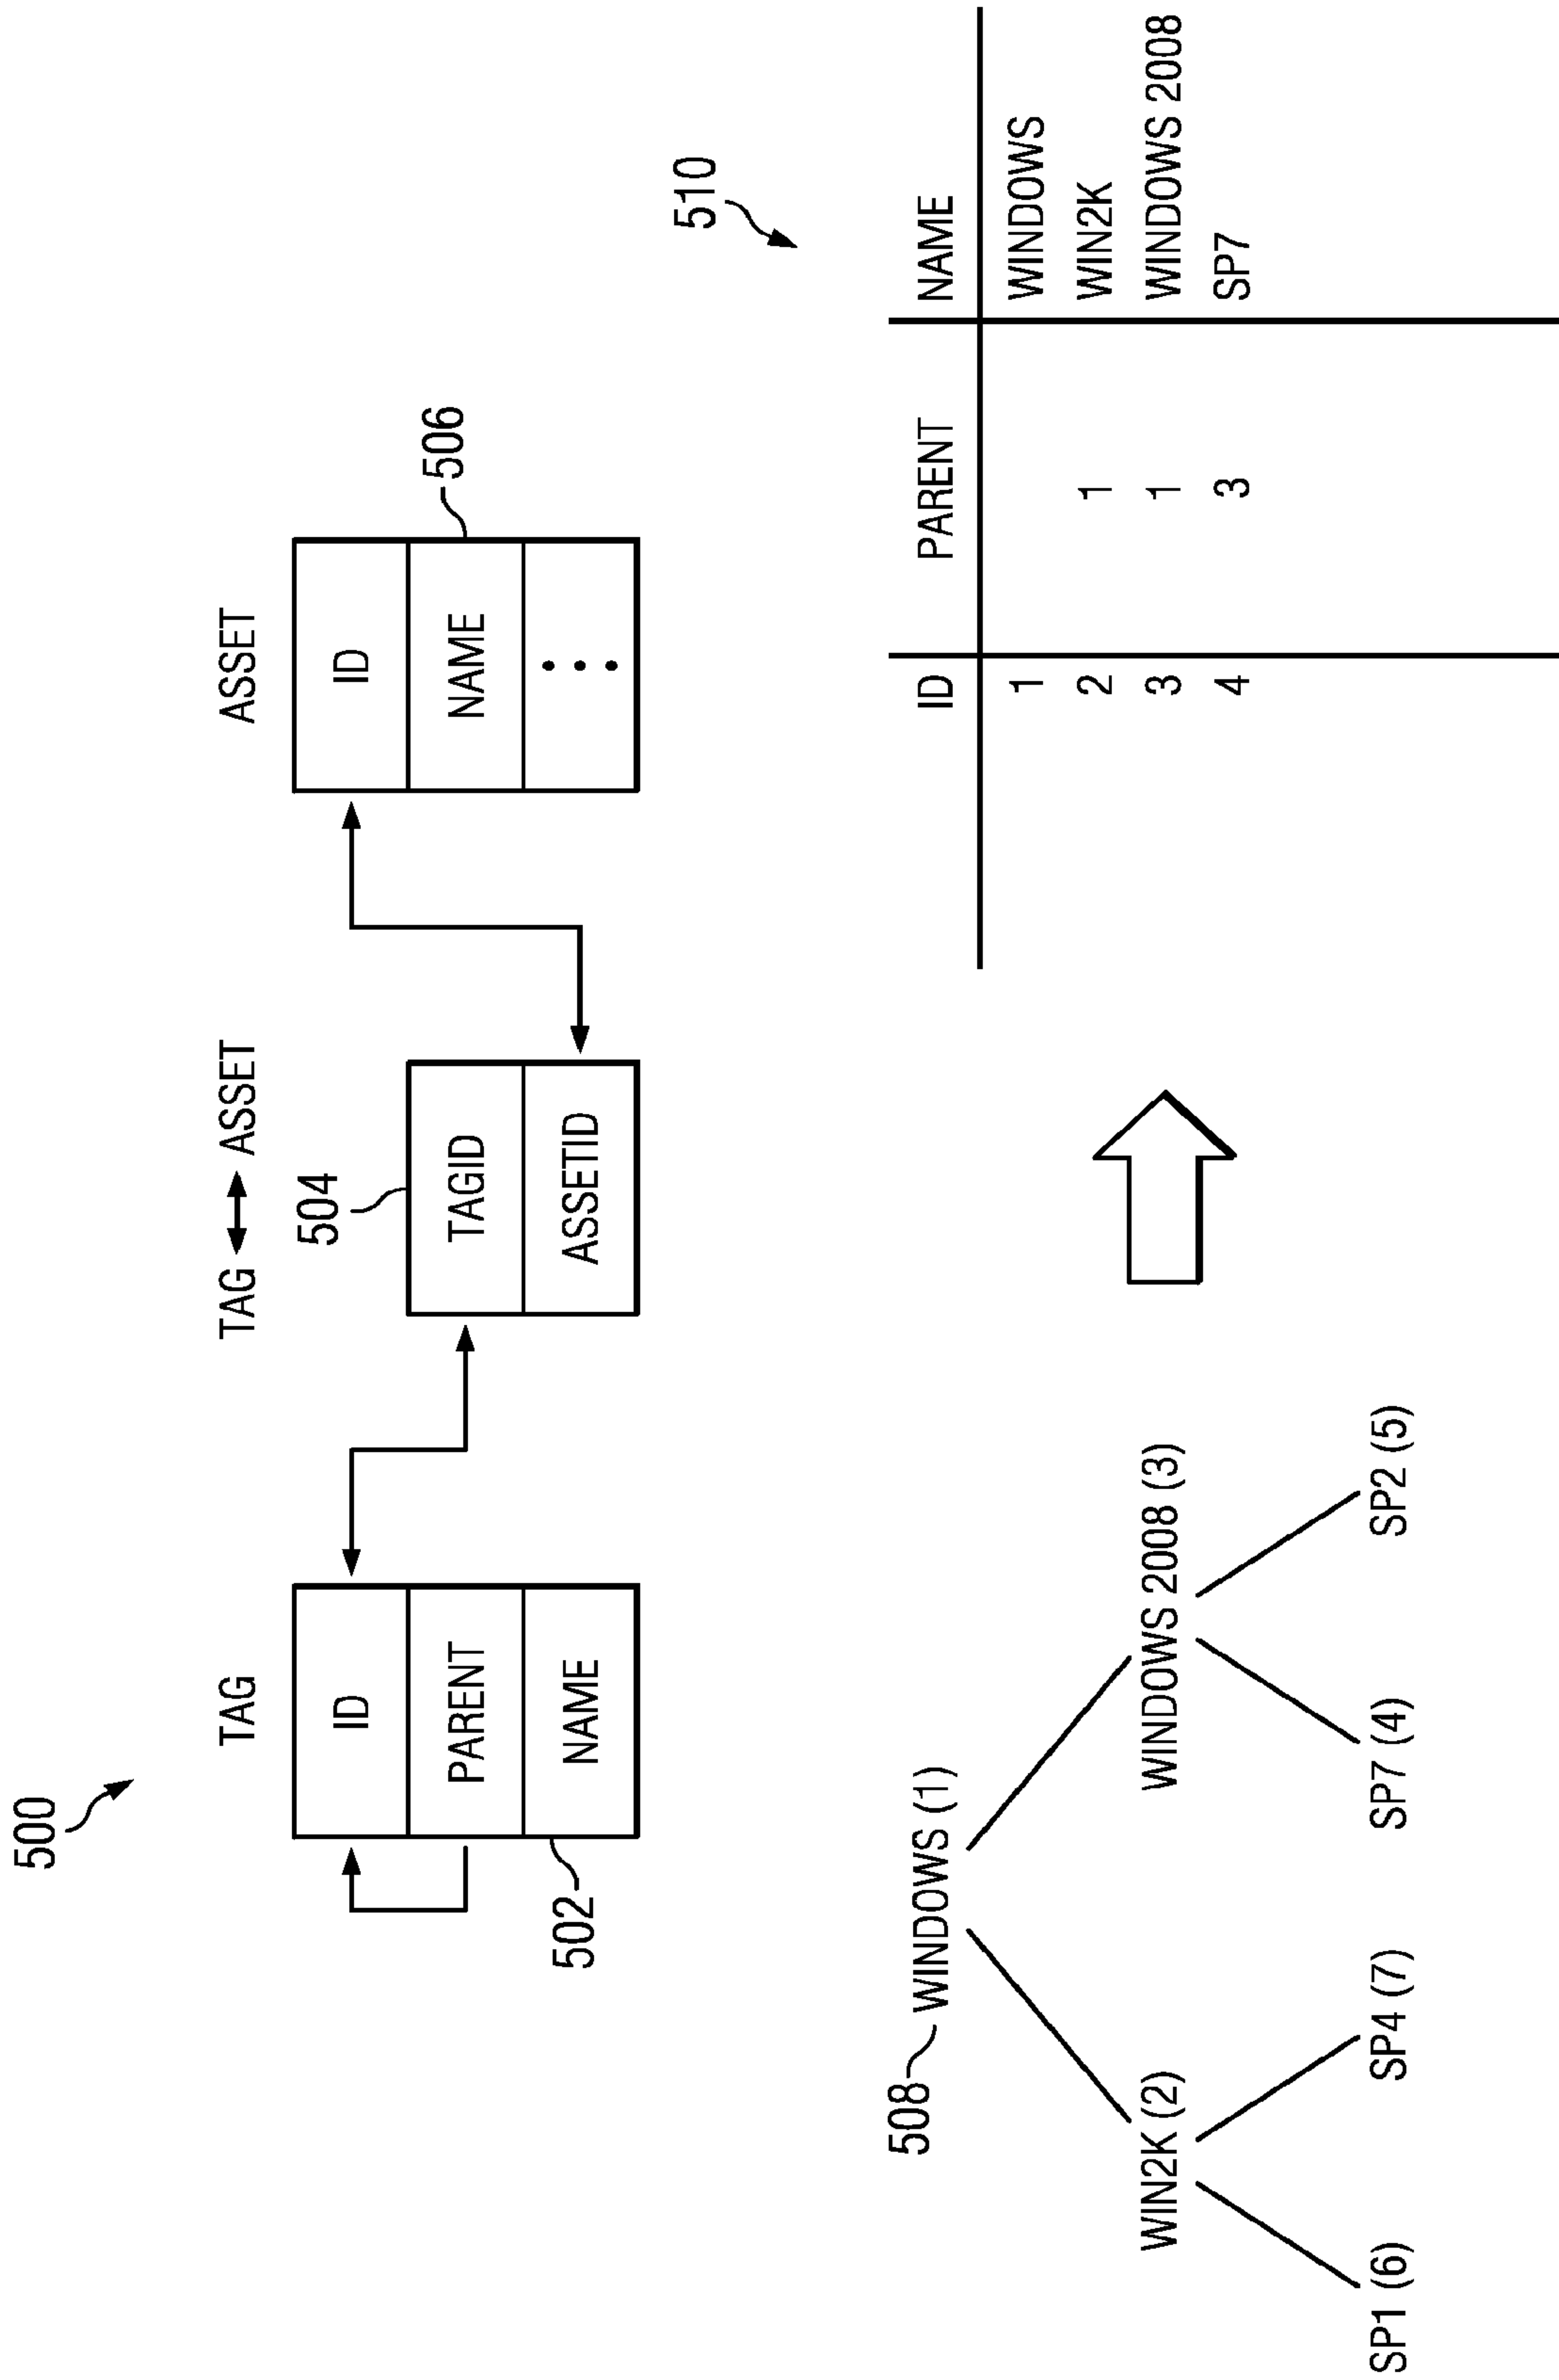 500
TAG
TAG ASSET
ASSET
ID
PARENT
NAME
502
504
TAGID
ASSETID
ID
NAME
506
508
WINDOWS (1)
WIN2K (2)
WINDOWS 2008 (3)
SP1 (6)
SP4 (7)
SP7 (4)
SP2 (5)
510
ID PARENT NAME
1 WINDOWS
2 1 WIN2K
3 1 WINDOWS 2008
4 3 SP7